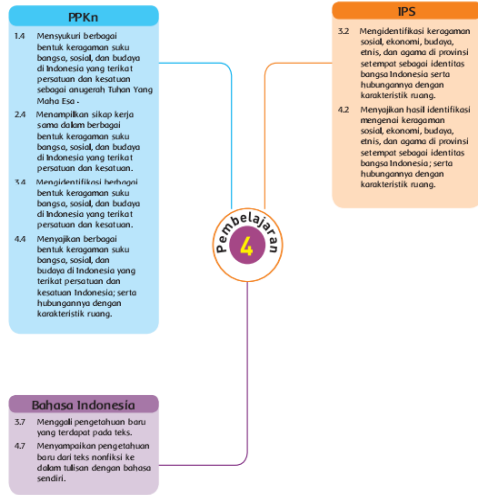 PPKn
1.4 Mensyukuri berbagai
bentuk keragaman suku
bangsa, sosial, dan budaya
di Indonesia yang terikat
persatuan dan kesatuan
sebagai anugerah Tuhan Yang
Maha Esa .
2.4 Menampilkan sikap kerja
sama dalam berbagai
bentuk keragaman suku
bangsa, sosial, dan budaya
di Indonesia yang terikat
persatuan dan kesatuan.
3.4 Mengidentifikasi berbagai
bentuk keragaman suku
bangsa, sosial, dan budaya
di Indonesia yang terikat
persatuan dan kesatuan.
4.4 Menyajikan berbagai
bentuk keragaman suku
bangsa, sosial, dan
budaya di Indonesia yang
terikat persatuan dan
kesatuan Indonesia; serta
hubungannya dengan
karakteristik ruang.
IPS
3.2 Mengidentifikasi keragaman
sosial, ekonomi, budaya,
etnis, dan agama di provinsi
setempat sebagai identitas
bangsa Indonesia serta
hubungannya dengan
karakteristik ruang.
4.2 Menyajikan hasil identifikasi
mengenai keragaman
sosial, ekonomi, budaya,
etnis, dan agama di provinsi
setempat sebagai identitas
bangsa Indonesia; serta
hubungannya dengan
karakteristik ruang.
Pembelajaran
4
Bahasa Indonesia
3.7 Menggali pengetahuan baru
yang terdapat pada teks.
4.7 Menyampaikan pengetahuan
baru dari teks nonfiksi ke
dalam tulisan dengan bahasa
sendiri.